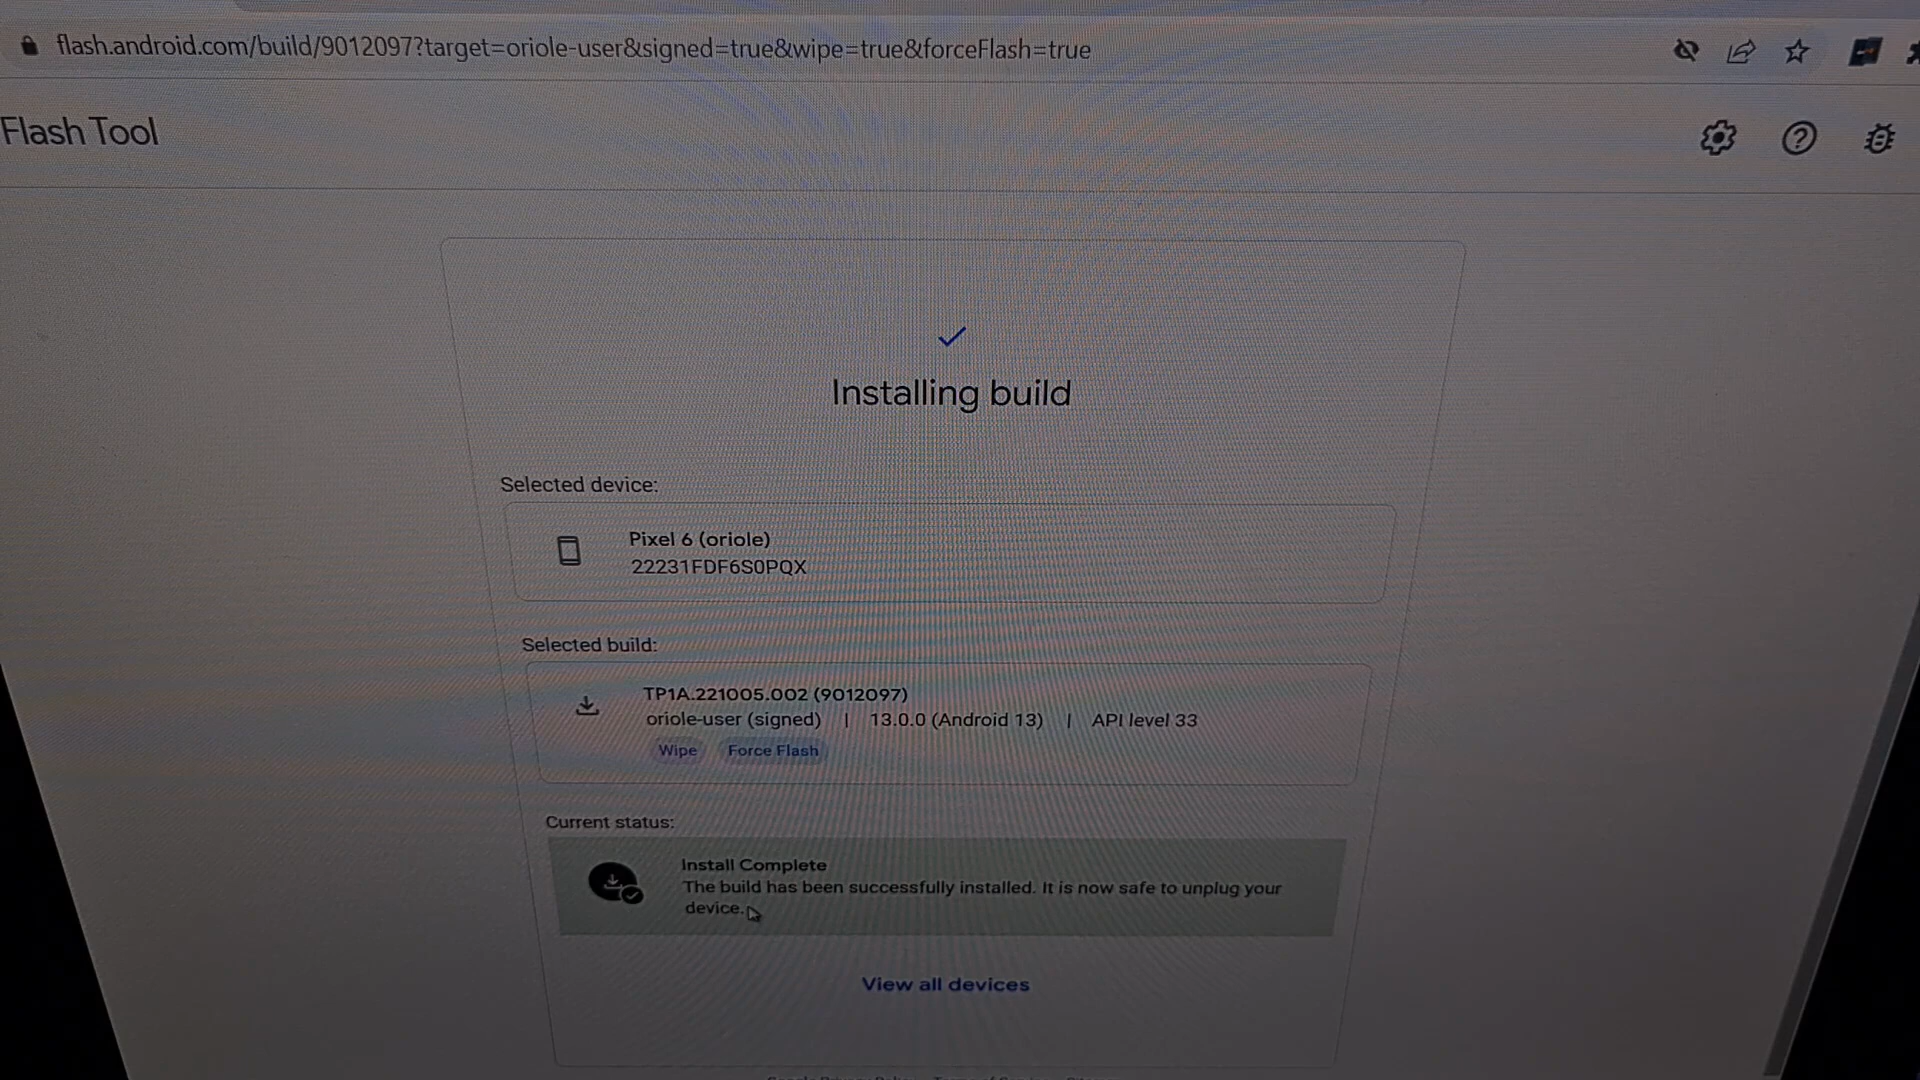 flash.android.com/build/9012097?target=oriole-user&signed=true&wipe=true&forceFlash=true
Flash Tool
Installing build
Selected device:
Pixel 6 (oriole)
22231FDF6S0PQX
Selected build:
TP1A.221005.002 (9012097)
oriole-user (signed) | 13.0.0 (Android 13) | API level 33
Wipe Force Flash
Current status:
Install Complete
The build has been successfully installed. It is now safe to unplug your
device.
View all devices